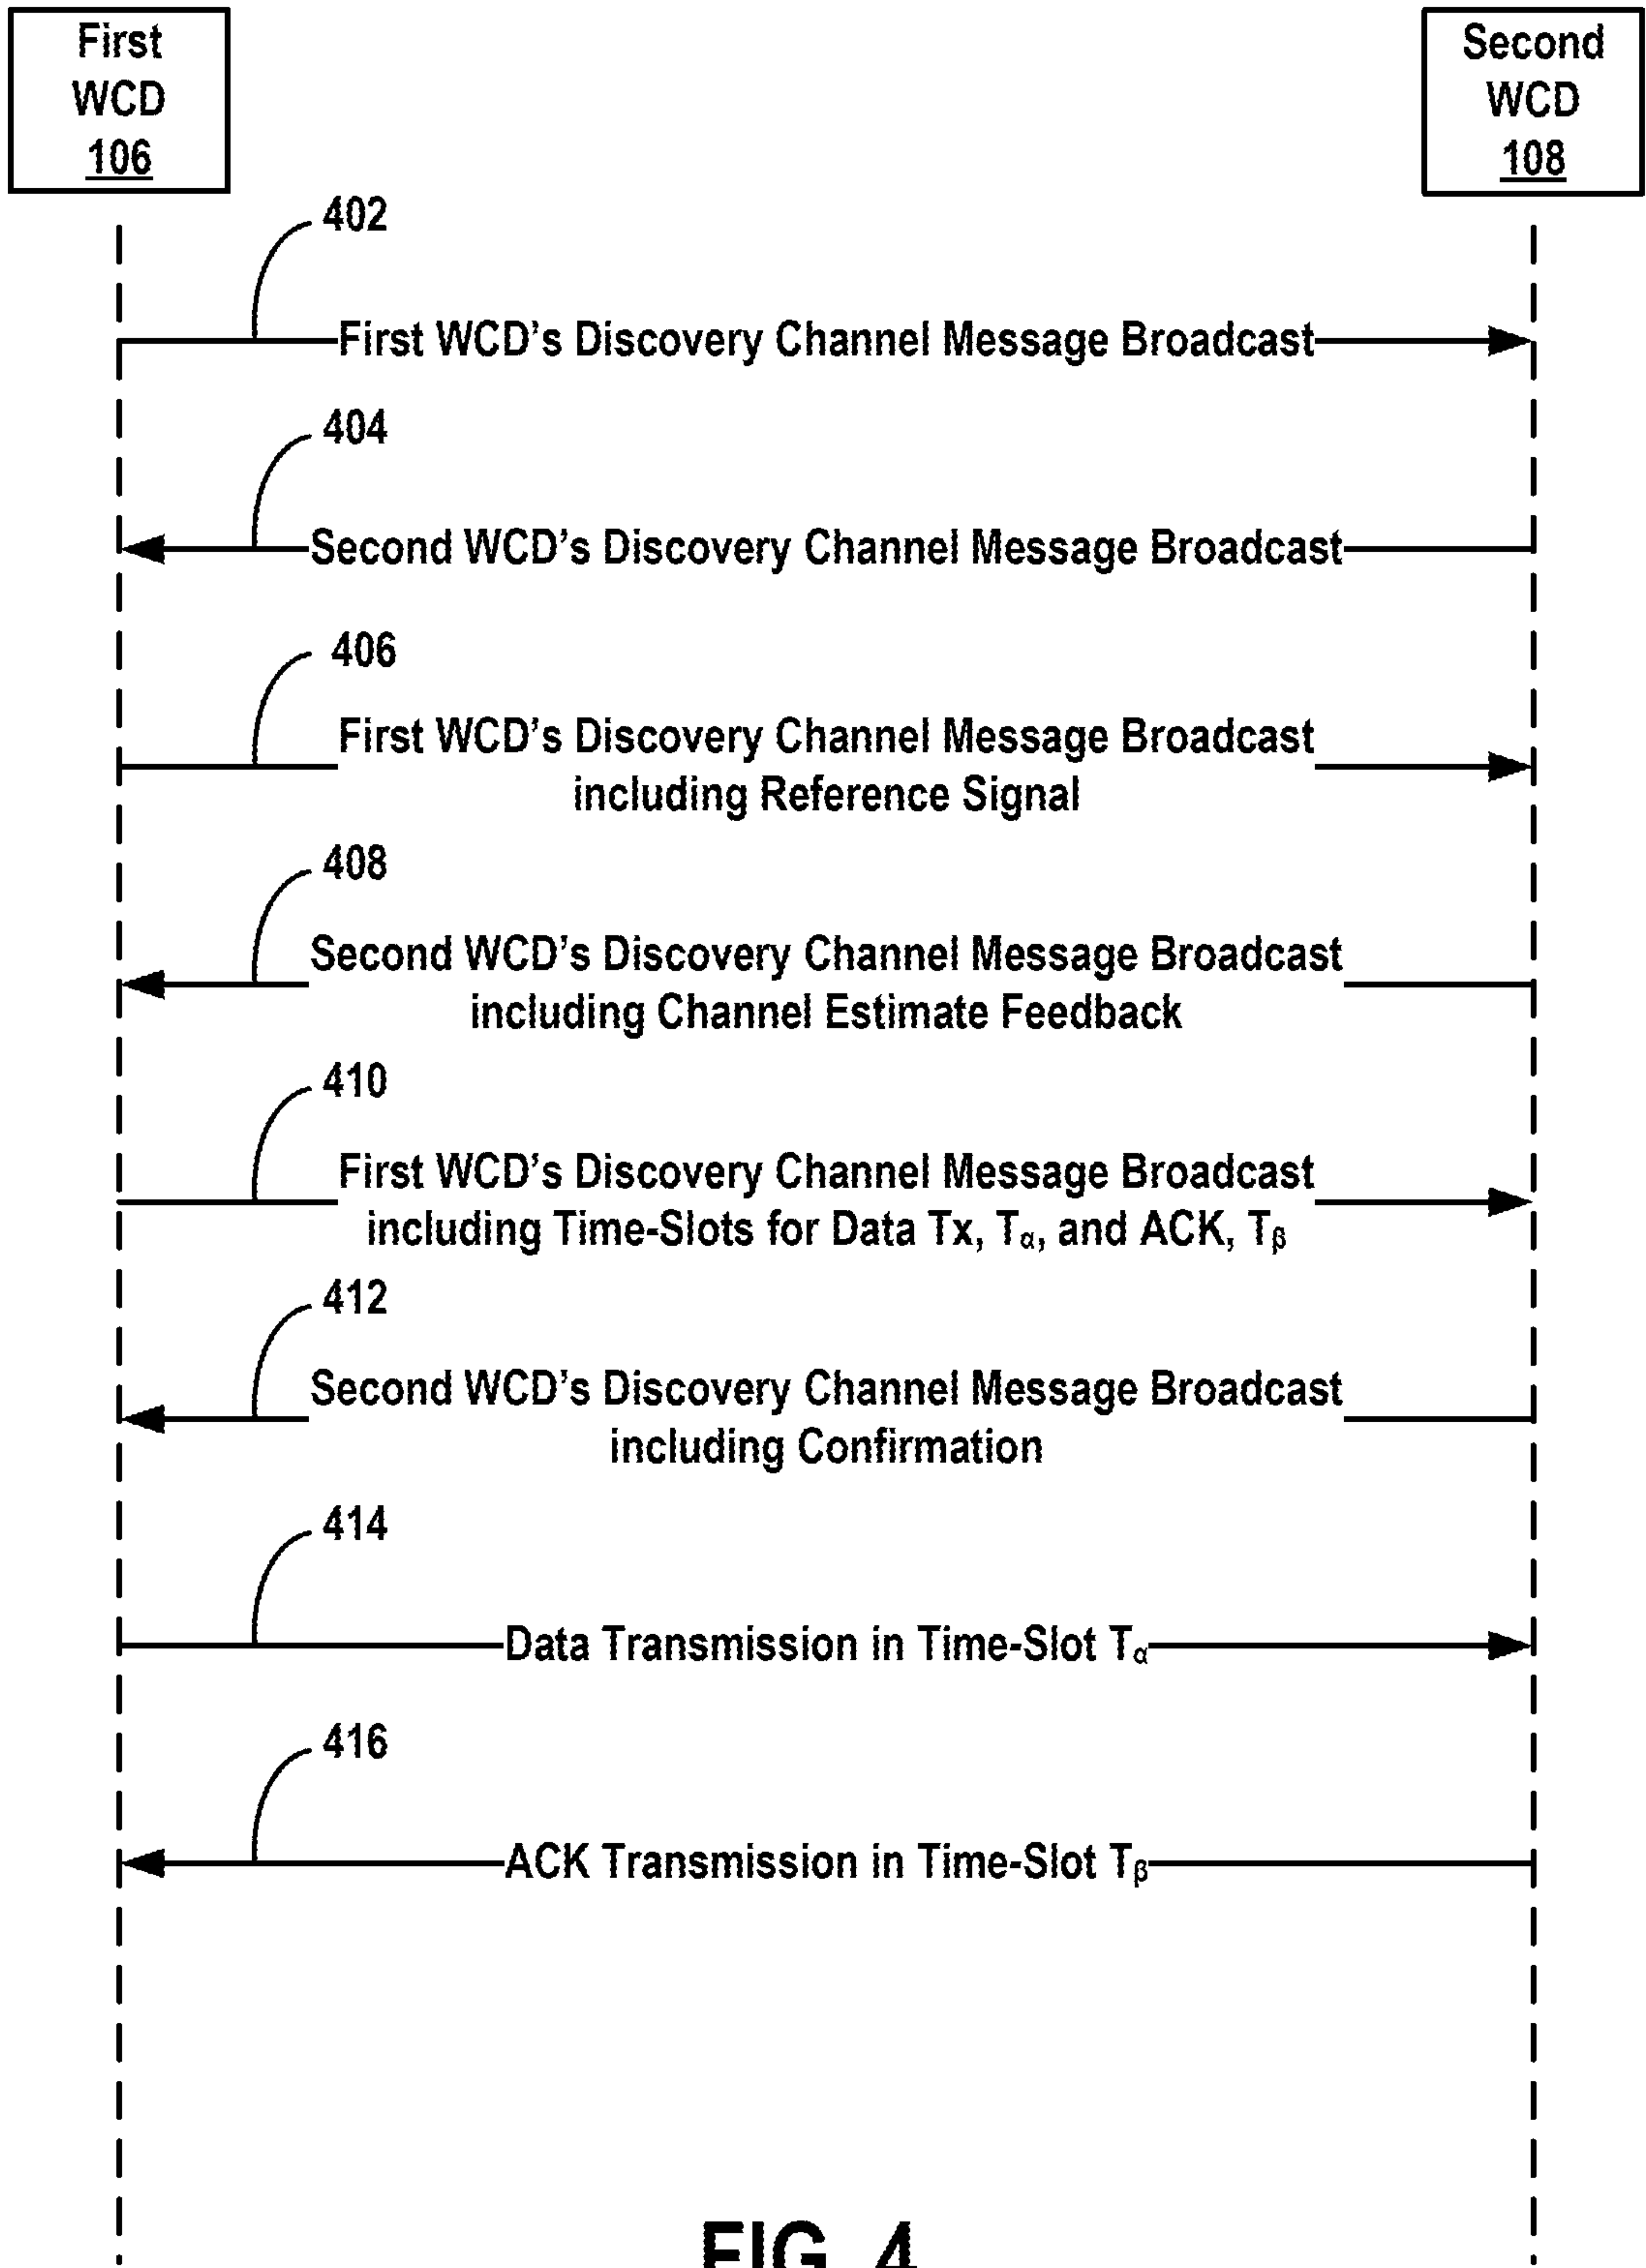 First
WCD
106
Second
WCD
108
402
First WCD's Discovery Channel Message Broadcast
404
Second WCD's Discovery Channel Message Broadcast
406
First WCD's Discovery Channel Message Broadcast
including Reference Signal
408
Second WCD's Discovery Channel Message Broadcast
including Channel Estimate Feedback
410
First WCD's Discovery Channel Message Broadcast
including Time-Slots for Data Tx, Tα, and ACK, Tβ
412
Second WCD's Discovery Channel Message Broadcast
including Confirmation
414
Data Transmission in Time-Slot Tα
416
ACK Transmission in Time-Slot Tβ
FIG. 4